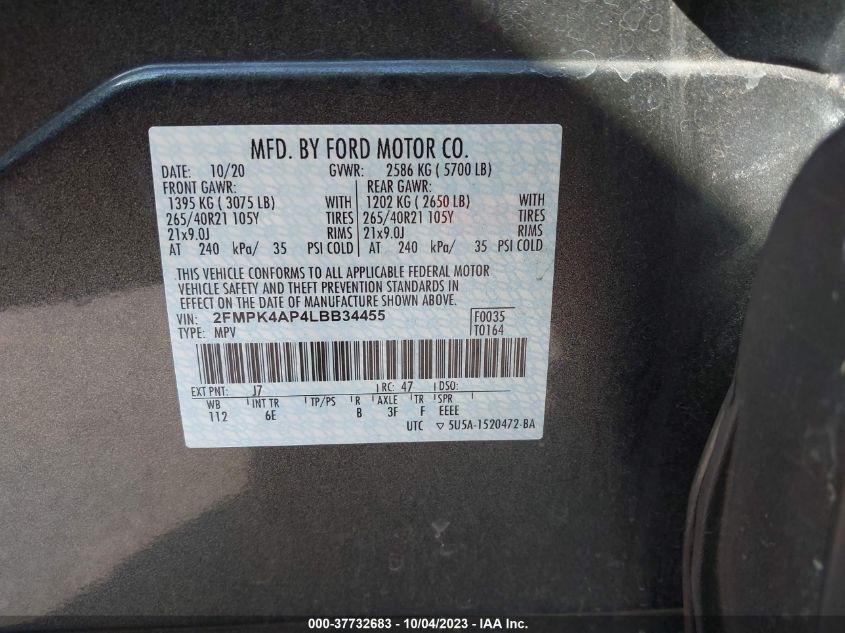 MFD. BY FORD MOTOR CO.
DATE: 10/20 GVWR: 2586 KG ( 5700 LB)
FRONT GAWR: REAR GAWR:
1395 KG ( 3075 LB) WITH 1202 KG ( 2650 LB) WITH
265/40R21 105Y TIRES 265/40R21 105Y TIRES
21x9.0J RIMS 21x9.0J RIMS
AT 240 kPa/ 35 PSI COLD AT 240 kPa/ 35 PSI COLD
THIS VEHICLE CONFORMS TO ALL APPLICABLE FEDERAL MOTOR
VEHICLE SAFETY AND THEFT PREVENTION STANDARDS IN
EFFECT ON THE DATE OF MANUFACTURE SHOWN ABOVE.
VIN: 2FMPK4AP4LBB34455 F0035
TYPE: MPV T0164
EXT PNT: J7 RC: 47 DSO:
WB INT TR TP/PS R AXLE TR SPR
112 6E B 3F F EEEE
UTC ▽ 5U5A-1520472-BA
000-37732683 - 10/04/2023 - IAA Inc.